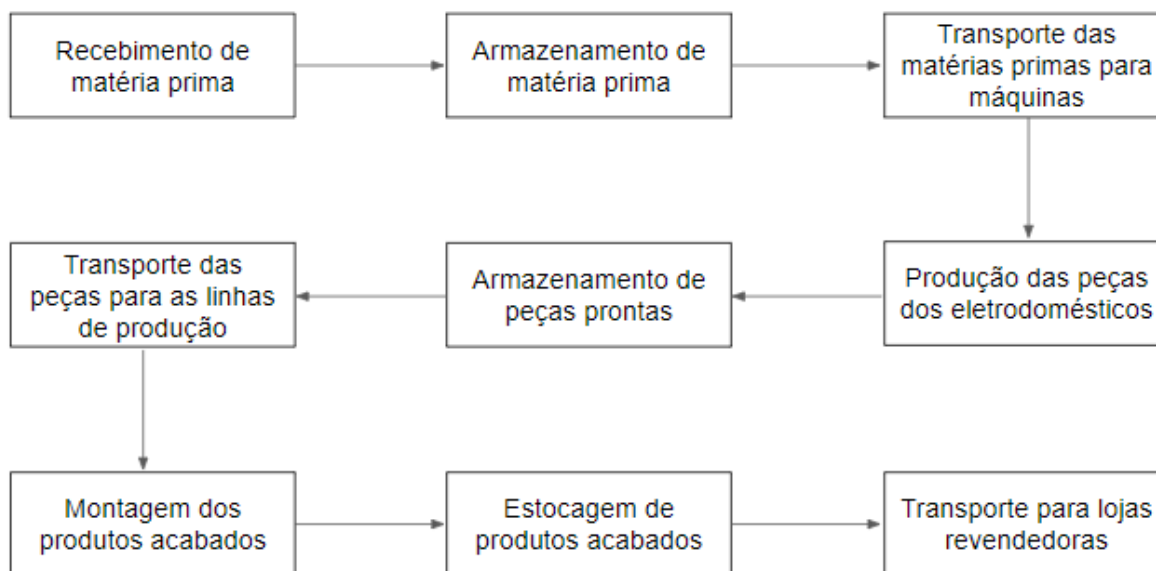 Recebimento de
matéria prima
Armazenamento de
matéria prima
Transporte das
matérias primas para
máquinas
Transporte das
peças para as linhas
de produção
Armazenamento de
peças prontas
Produção das peças
dos eletrodomésticos
Montagem dos
produtos acabados
Estocagem de
produtos acabados
Transporte para lojas
revendedoras